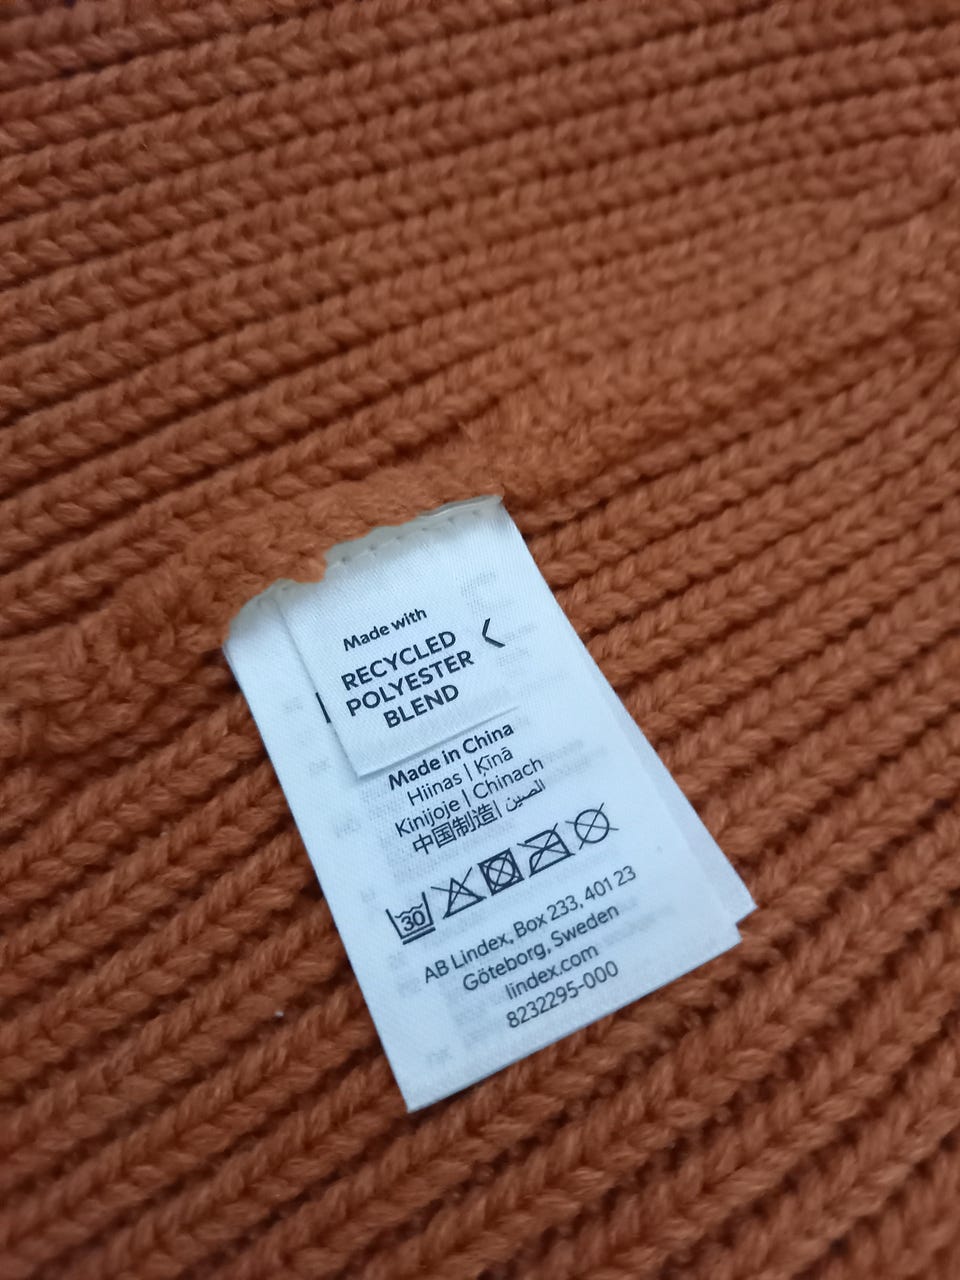 Made with
RECYCLED
POLYESTER
BLEND
Made in China
Hiinas | Ķīnā
Kinijoje | Chinach
中国制造| الصين
30
AB Lindex, Box 233, 401 23
Göteborg, Sweden
lindex.com
8232295-000